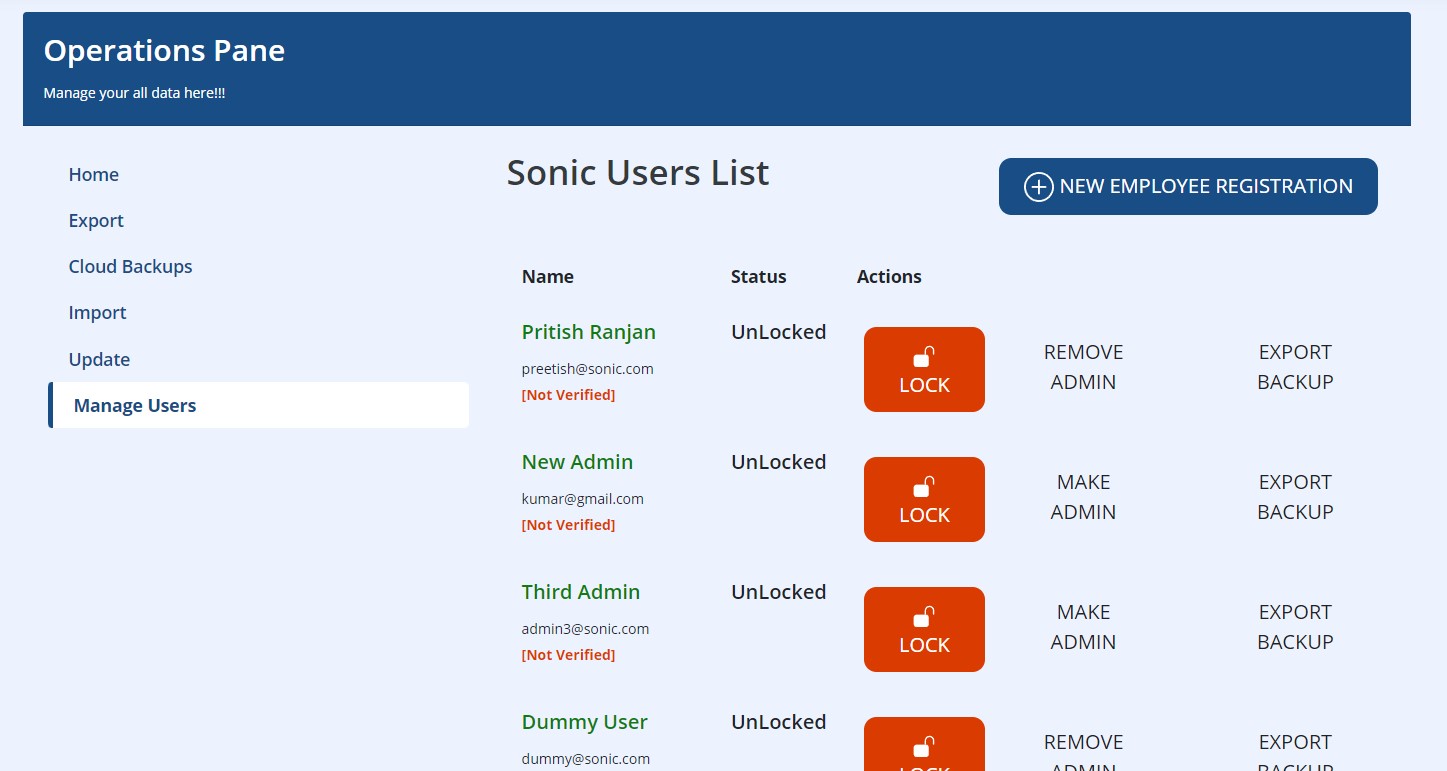 Operations Pane
Manage your all data here!!!
Home
Export
Cloud Backups
Import
Update
Manage Users
Sonic Users List
NEW EMPLOYEE REGISTRATION
Name Status Actions
Pritish Ranjan UnLocked
preetish@sonic.com
[Not Verified]
LOCK
REMOVE
ADMIN
EXPORT
BACKUP
New Admin UnLocked
kumar@gmail.com
[Not Verified]
LOCK
MAKE
ADMIN
EXPORT
BACKUP
Third Admin UnLocked
admin3@sonic.com
[Not Verified]
LOCK
MAKE
ADMIN
EXPORT
BACKUP
Dummy User UnLocked
dummy@sonic.com
LOCK
REMOVE
ADMIN
EXPORT
BACKUP